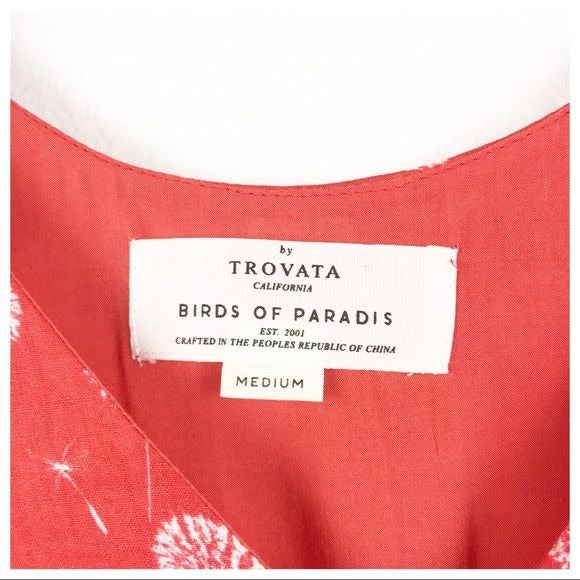 by
TROVATA
CALIFORNIA
BIRDS OF PARADIS
EST. 2001
CRAFTED IN THE PEOPLES REPUBLIC OF CHINA
MEDIUM